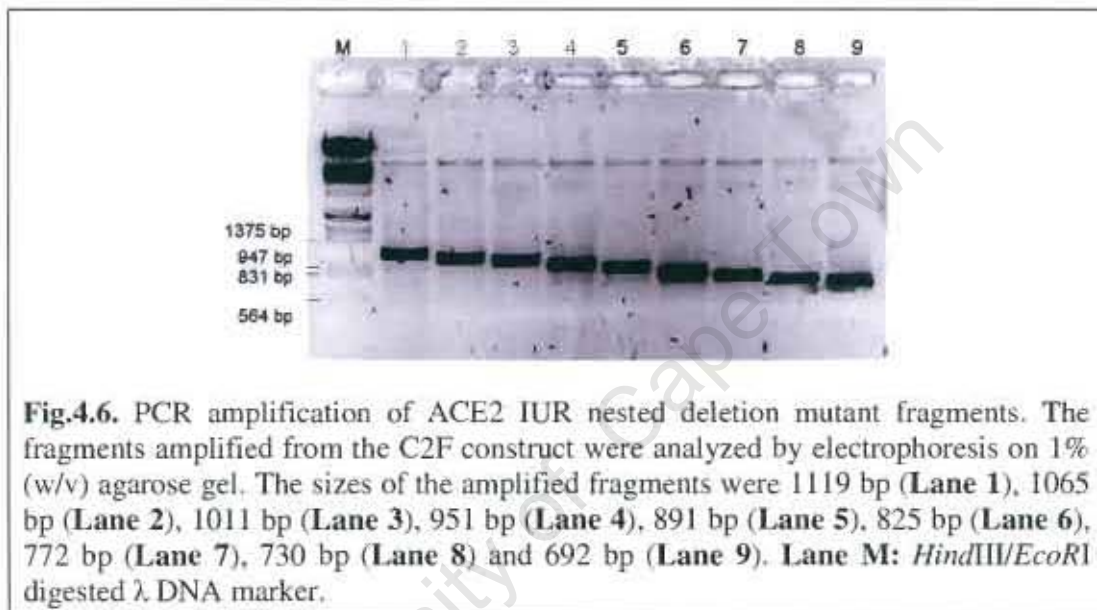 M 1 2 3 4 5 6 7 8 9
1375 bp
947 bp
831 bp
564 bp
Fig.4.6. PCR amplification of ACE2 IUR nested deletion mutant fragments. The
fragments amplified from the C2F construct were analyzed by electrophoresis on 1%
(w/v) agarose gel. The sizes of the amplified fragments were 1119 bp (Lane 1), 1065
bp (Lane 2), 1011 bp (Lane 3), 951 bp (Lane 4), 891 bp (Lane 5), 825 bp (Lane 6),
772 bp (Lane 7), 730 bp (Lane 8) and 692 bp (Lane 9). Lane M: HindIII/EcoRI
digested λ DNA marker.
sity of Cape Town